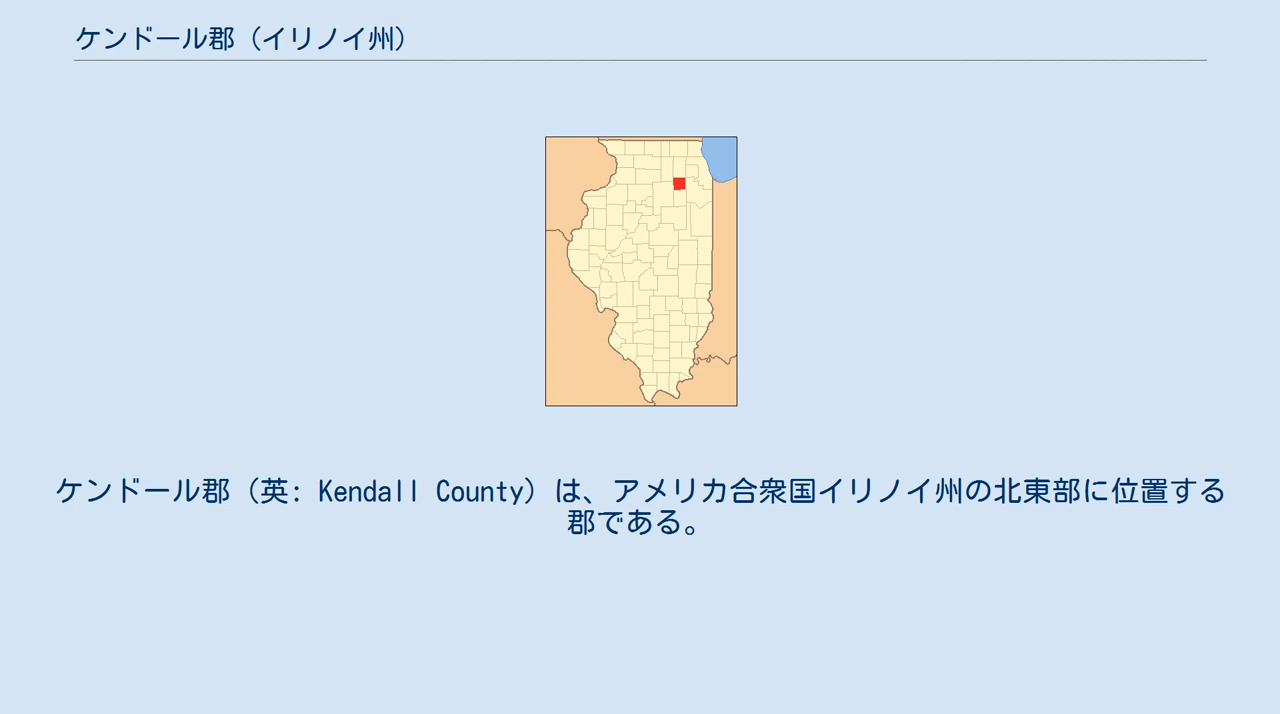 ケンドール郡（イリノイ州）
ケンドール郡（英: Kendall County）は、アメリカ合衆国イリノイ州の北東部に位置する
郡である。